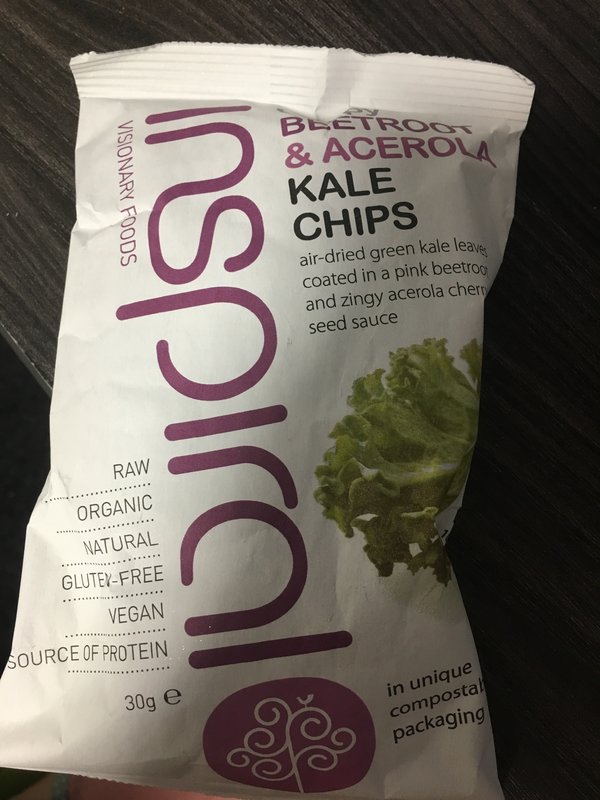 BEETROOT
& ACEROLA
KALE
CHIPS
air-dried green kale leaves
coated in a pink beetroot
and zingy acerola cherry
seed sauce
Inspiral
VISIONARY FOODS
RAW
ORGANIC
NATURAL
GLUTEN-FREE
VEGAN
SOURCE OF PROTEIN
30g ℮
in unique
compostab
packaging